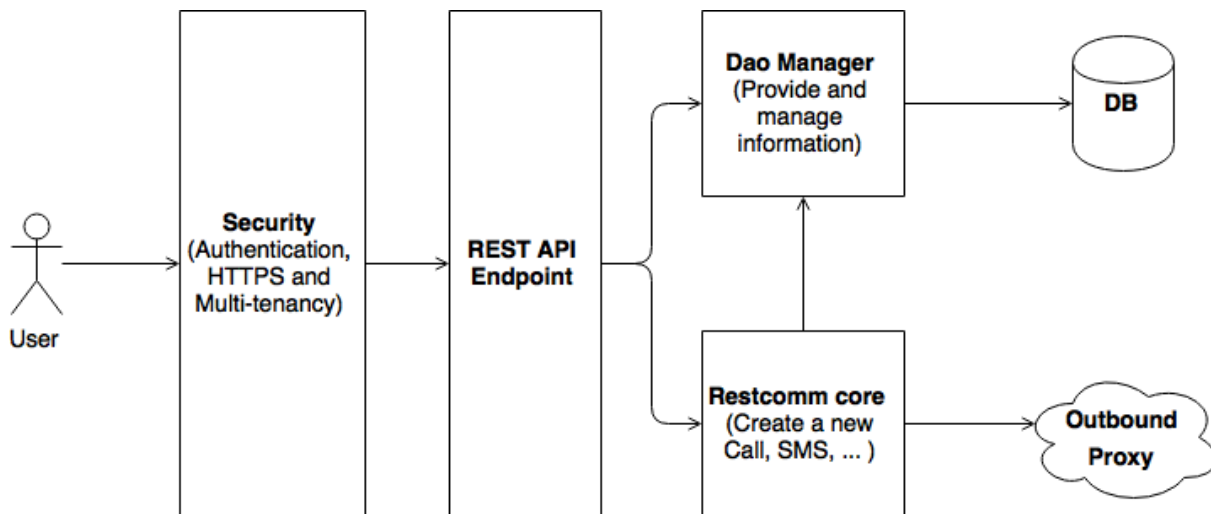 User
Security
(Authentication,
HTTPS and
Multi-tenancy)
REST API
Endpoint
Dao Manager
(Provide and
manage
information)
DB
Restcomm core
(Create a new
Call, SMS, ... )
Outbound
Proxy